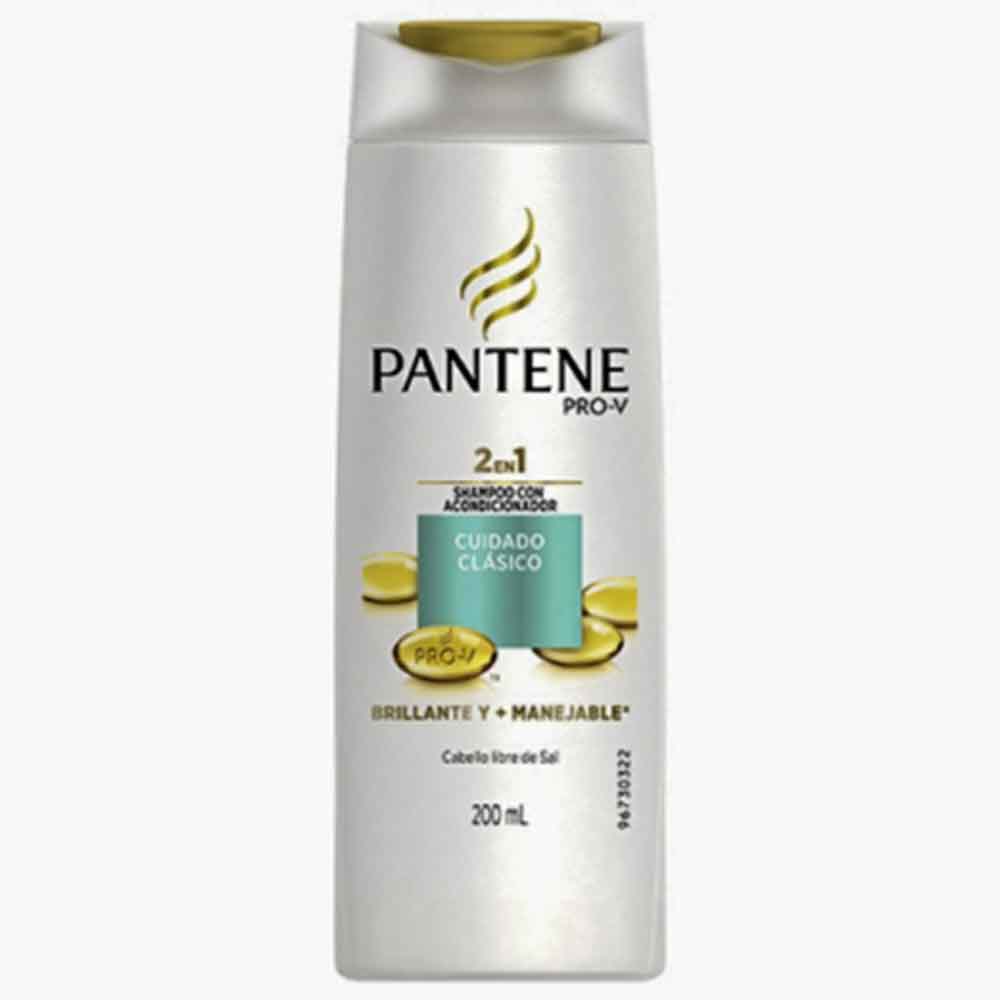 PANTENE
PRO-V
2EN1
SHAMPOO CON
ACONDICIONADOR
CUIDADO
CLÁSICO
PRO-V
BRILLANTE Y + MANEJABLE*
Cabello libre de Sal
200 mL
96730322